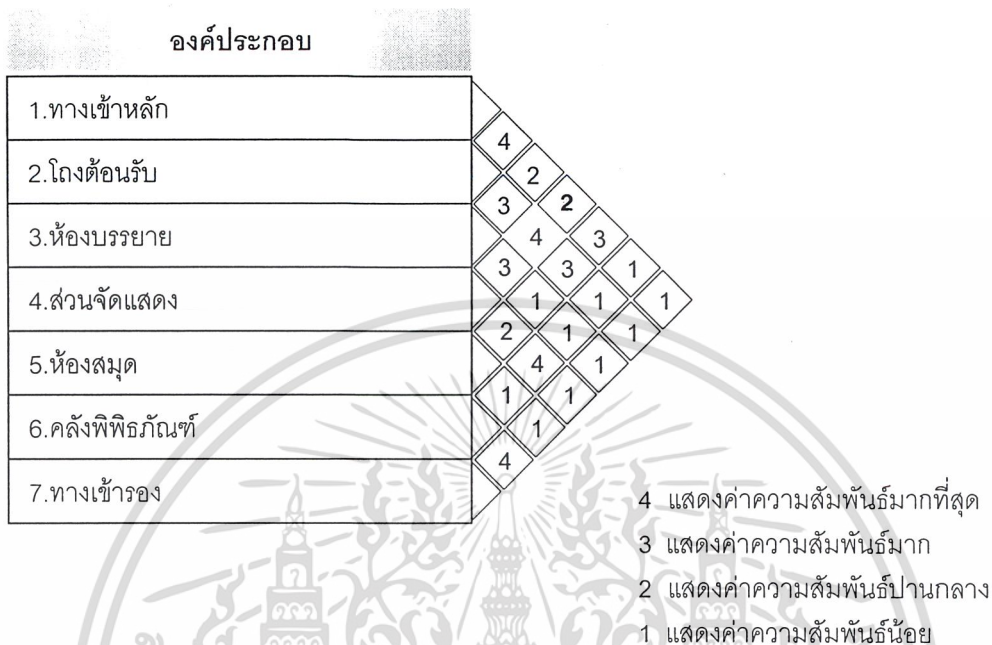 องค์ประกอบ
1.ทางเข้าหลัก
4
2.โถงต้อนรับ
2
3 2
3.ห้องบรรยาย
4 3
3 3 1
4.ส่วนจัดแสดง
1 1 1
2 1 1
5.ห้องสมุด
4 1
1 1
6.คลังพิพิธภัณฑ์
1
4
7.ทางเข้ารอง
4 แสดงค่าความสัมพันธ์มากที่สุด
3 แสดงค่าความสัมพันธ์มาก
2 แสดงค่าความสัมพันธ์ปานกลาง
1 แสดงค่าความสัมพันธ์น้อย